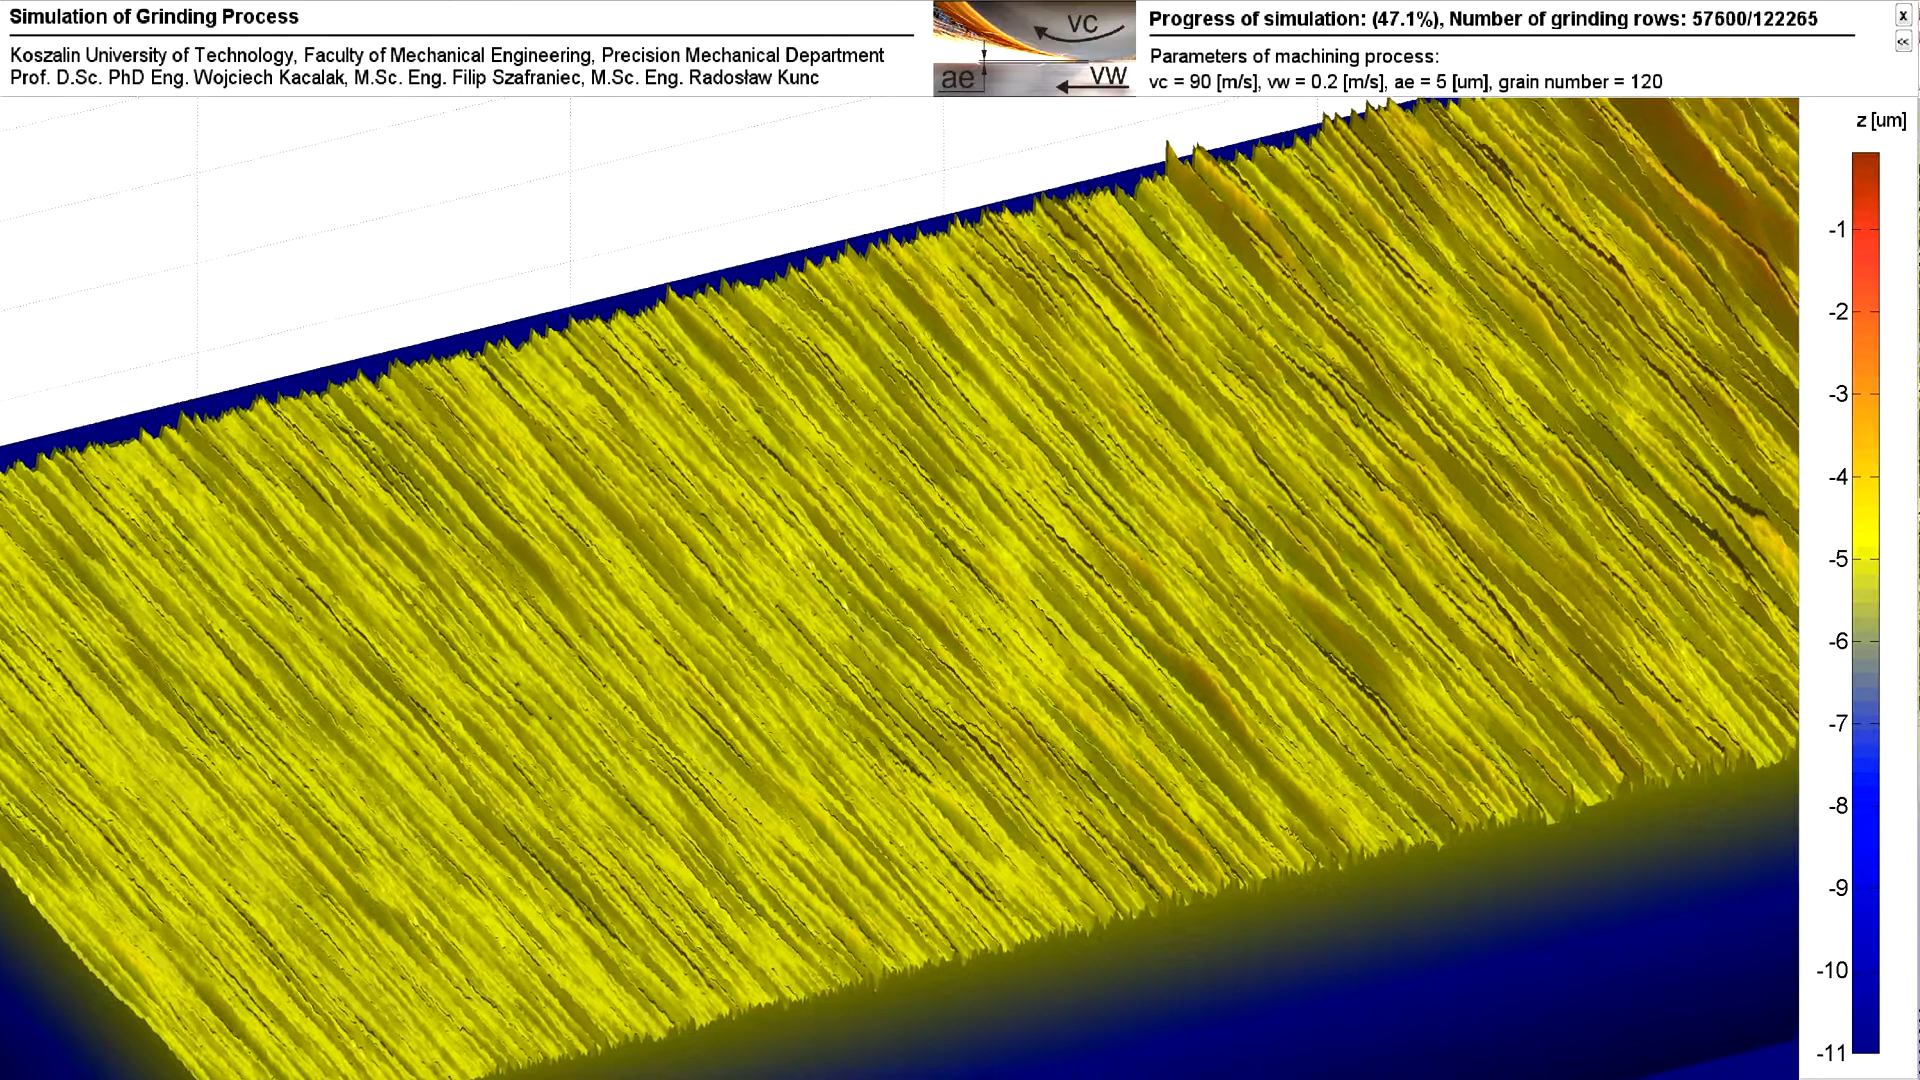 Simulation of Grinding Process
Koszalin University of Technology, Faculty of Mechanical Engineering, Precision Mechanical Department
Prof. D.Sc. PhD Eng. Wojciech Kacalak, M.Sc. Eng. Filip Szafraniec, M.Sc. Eng. Radosław Kunc
vc
ae
vw
Progress of simulation: (47.1%), Number of grinding rows: 57600/122265
Parameters of machining process:
vc = 90 [m/s], vw = 0.2 [m/s], ae = 5 [um], grain number = 120
x
<<
z [um]
-1
-2
-3
-4
-5
-6
-7
-8
-9
-10
-11